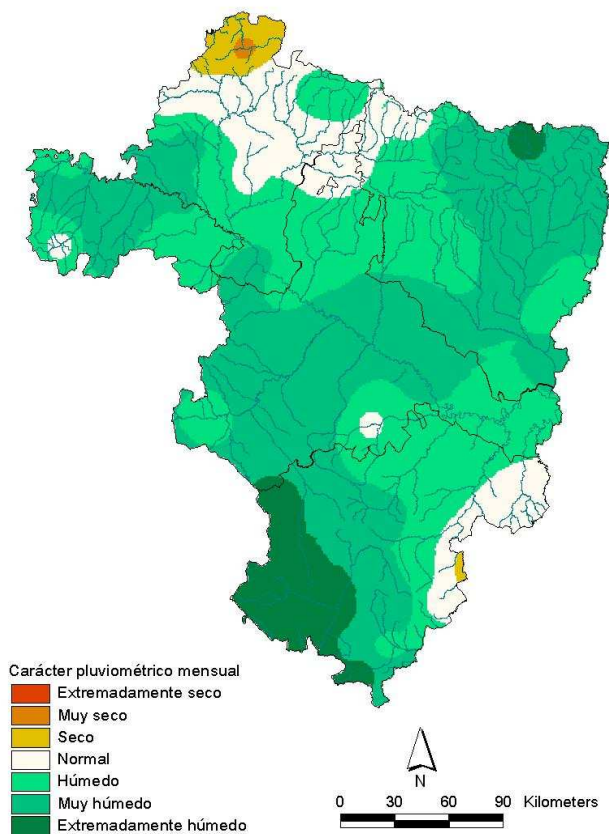 Carácter pluviométrico mensual
Extremadamente seco
Muy seco
Seco
Normal
Húmedo
Muy húmedo
Extremadamente húmedo
N
0 30 60 90 Kilometers